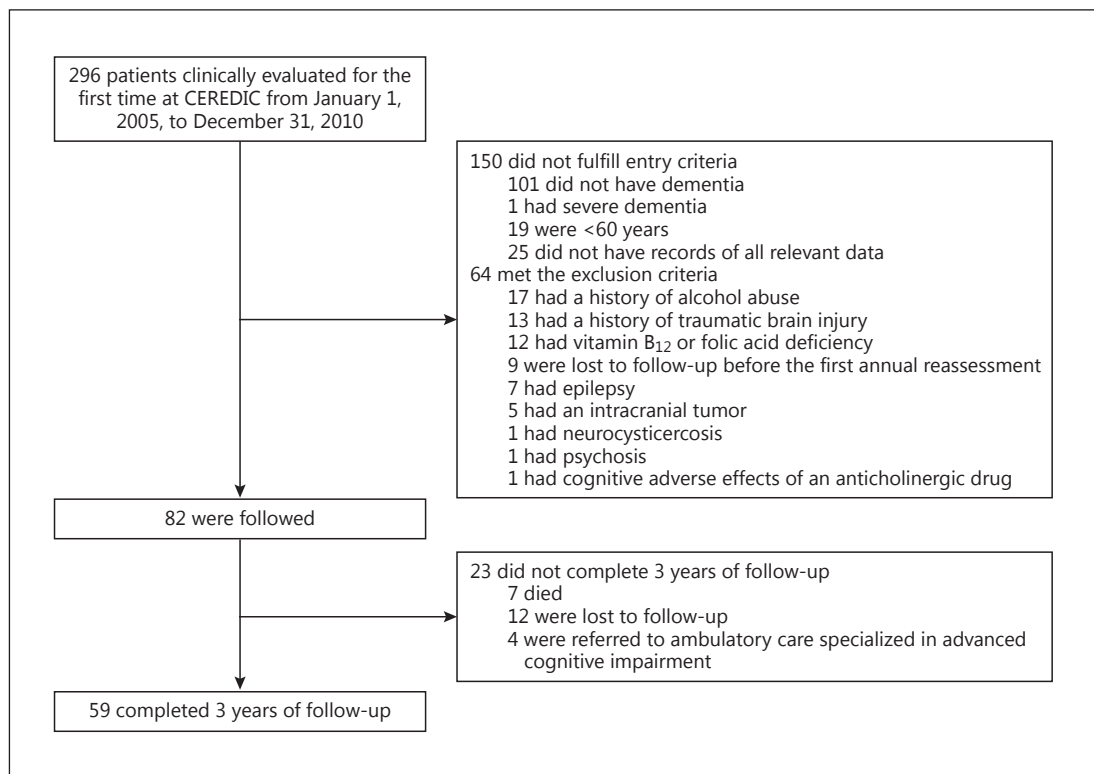 296 patients clinically evaluated for the
first time at CEREDIC from January 1,
2005, to December 31, 2010
150 did not fulfill entry criteria
101 did not have dementia
1 had severe dementia
19 were <60 years
25 did not have records of all relevant data
64 met the exclusion criteria
17 had a history of alcohol abuse
13 had a history of traumatic brain injury
12 had vitamin B₁₂ or folic acid deficiency
9 were lost to follow-up before the first annual reassessment
7 had epilepsy
5 had an intracranial tumor
1 had neurocysticercosis
1 had psychosis
1 had cognitive adverse effects of an anticholinergic drug
82 were followed
23 did not complete 3 years of follow-up
7 died
12 were lost to follow-up
4 were referred to ambulatory care specialized in advanced
cognitive impairment
59 completed 3 years of follow-up